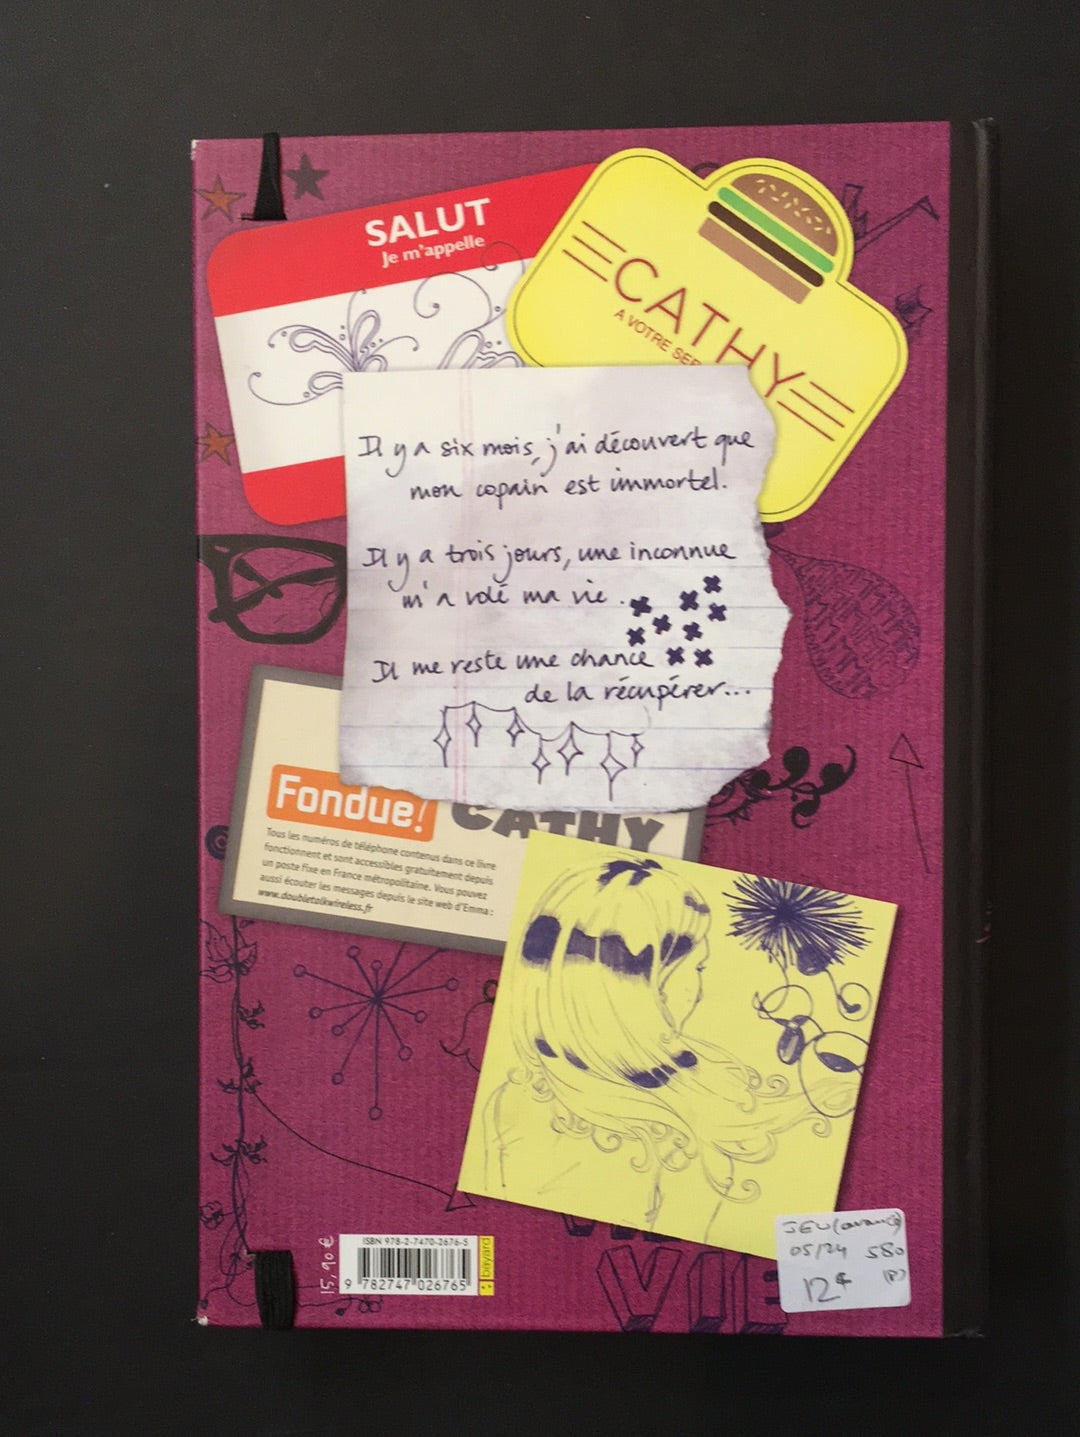 SALUT
Je m'appelle
CATHY
A VOTRE SER
Il y a six mois, j'ai découvert que
mon copain est immortel.
Il y a trois jours, une inconnue
m'a volé ma vie.
Il me reste une chance
de la récupérer...
Fondue!
CATHY
Tous les numéros de téléphone contenus dans ce livre
fonctionnent et sont accessibles gratuitement depuis
un poste fixe en France métropolitaine. Vous pouvez
aussi écouter les messages depuis le site web d'Emma :
www.doubletalkwireless.fr
15,90 €
ISBN 978-2-7470-2676-5
9 782747 026765
bayard
VIE
JEU (avance)
05/24 580
12€ (P)